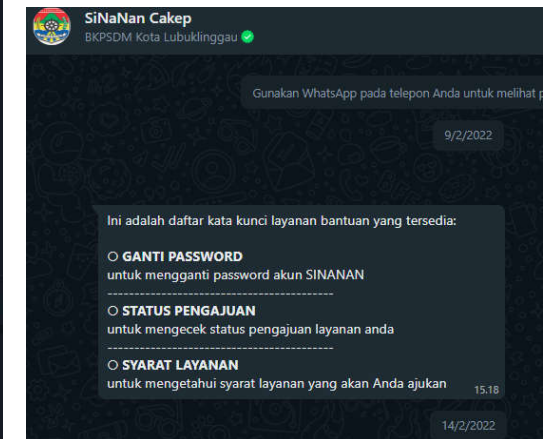 SiNaNan Cakep
BKPSDM Kota Lubuklinggau
Gunakan WhatsApp pada telepon Anda untuk melihat
9/2/2022
Ini adalah daftar kata kunci layanan bantuan yang tersedia:
○ GANTI PASSWORD
untuk mengganti password akun SINANAN
-----------------------------------------
○ STATUS PENGAJUAN
untuk mengecek status pengajuan layanan anda
-----------------------------------------
○ SYARAT LAYANAN
untuk mengetahui syarat layanan yang akan Anda ajukan
15.18
14/2/2022